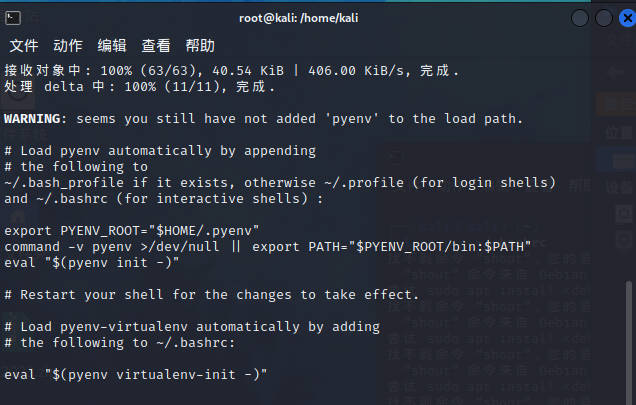 root@kali: /home/kali
文件 动作 编辑 查看 帮助
接收对象中: 100% (63/63), 40.54 KiB | 406.00 KiB/s, 完成.
处理 delta 中: 100% (11/11), 完成.
WARNING: seems you still have not added 'pyenv' to the load path.
# Load pyenv automatically by appending
# the following to
~/.bash_profile if it exists, otherwise ~/.profile (for login shells)
and ~/.bashrc (for interactive shells) :
export PYENV_ROOT="$HOME/.pyenv"
command -v pyenv >/dev/null || export PATH="$PYENV_ROOT/bin:$PATH"
eval "$(pyenv init -)"
# Restart your shell for the changes to take effect.
# Load pyenv-virtualenv automatically by adding
# the following to ~/.bashrc:
eval "$(pyenv virtualenv-init -)"